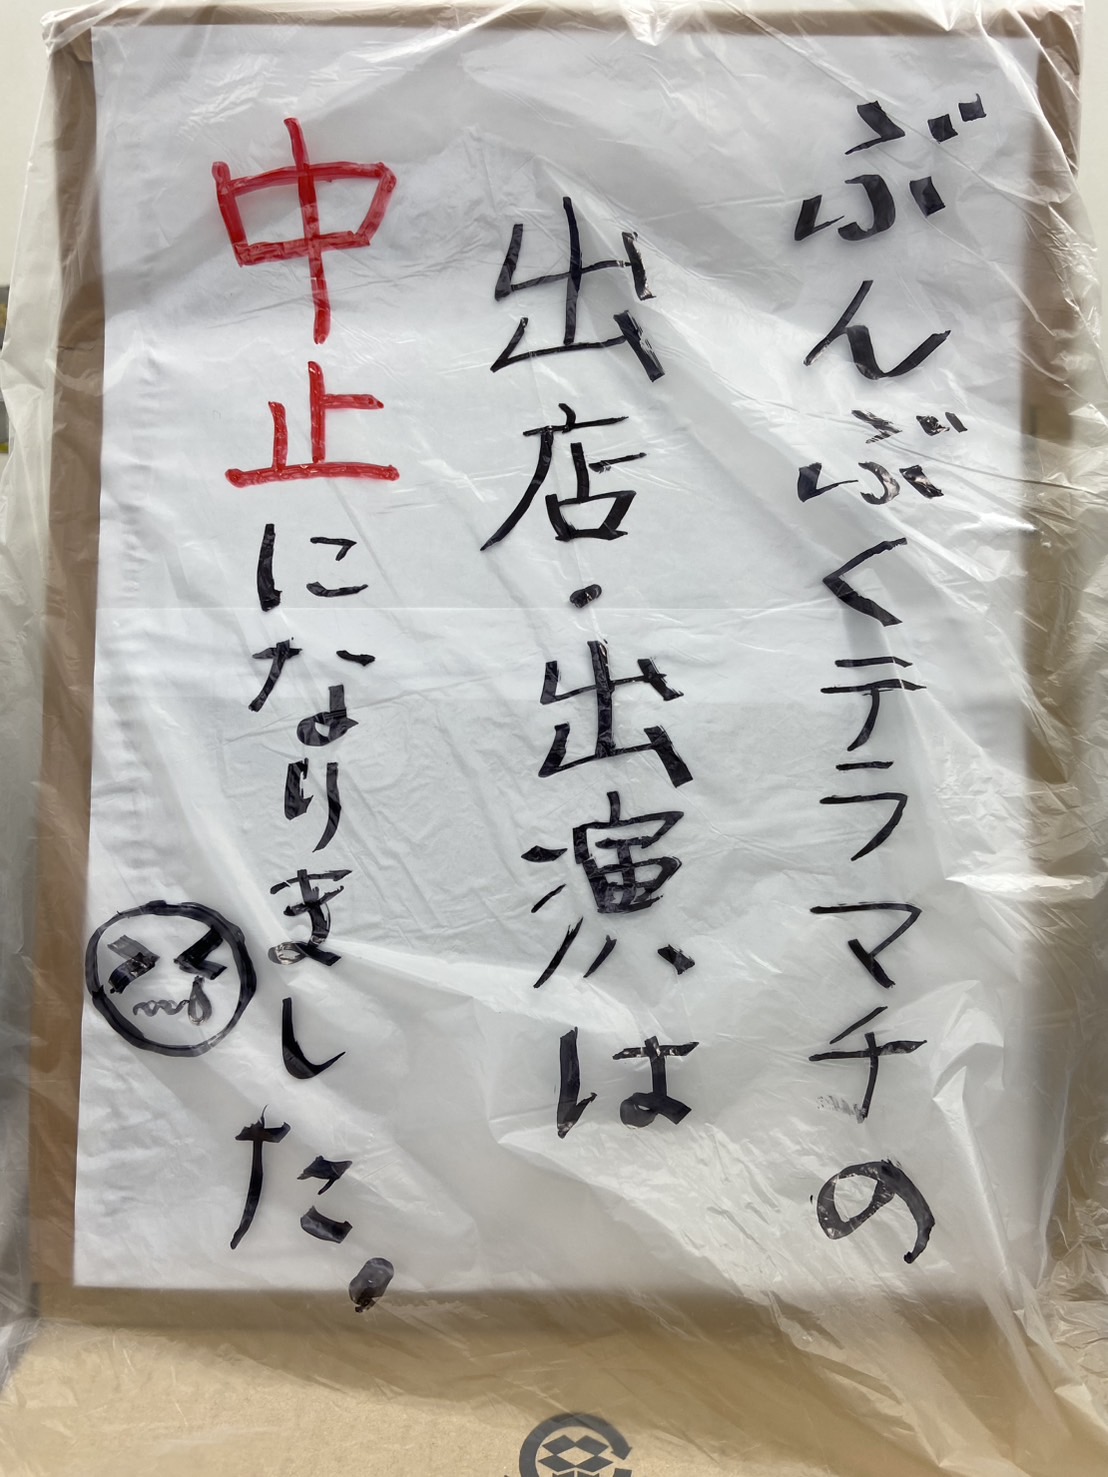 ぶんぶくテラマチの
出店・出演は
中止になりました。